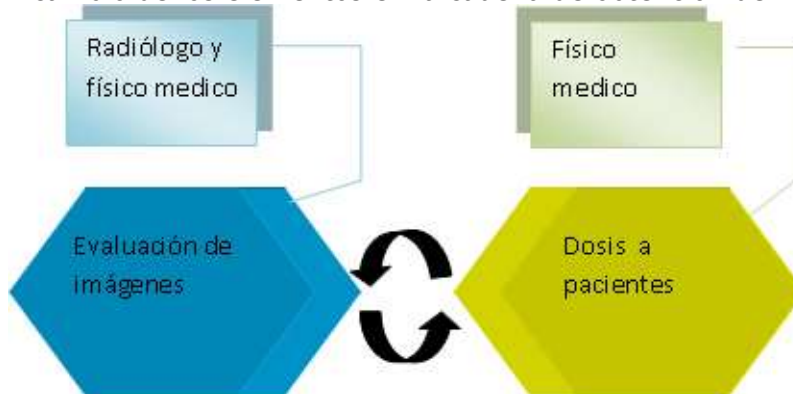 Radiólogo y
físico medico
Físico
medico
Evaluación de
imágenes
Dosis a
pacientes